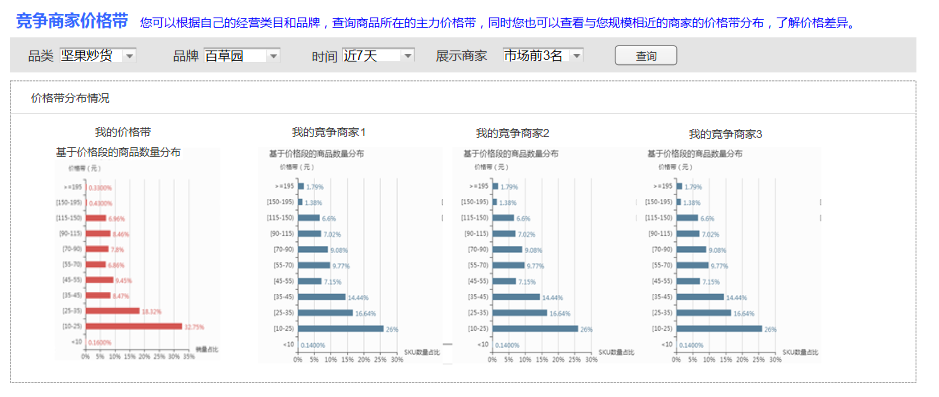 竞争商家价格带 您可以根据自己的经营类目和品牌，查询商品所在的主力价格带，同时您也可以查看与您规模相近的商家的价格带分布，了解价格差异。
品类 坚果炒货 品牌 百草园 时间 近7天 展示商家 市场前3名 查询
价格带分布情况
我的价格带
基于价格段的商品数量分布
价格带（元）
>=195 0.3300%
[150-195) 0.4300%
[115-150) 6.96%
[90-115) 8.46%
[70-90) 7.8%
[55-70) 6.86%
[45-55) 9.45%
[35-45) 8.47%
[25-35) 18.32%
[10-25) 32.75%
<10 0.1600%
0% 5% 10% 15% 20% 25% 30% 35%
销量占比
我的竞争商家1
基于价格段的商品数量分布
价格带（元）
>=195 1.79%
[150-195) 1.38%
[115-150) 6.6%
[90-115) 7.02%
[70-90) 9.08%
[55-70) 9.77%
[45-55) 7.15%
[35-45) 14.44%
[25-35) 16.64%
[10-25) 26%
<10 0.1400%
0% 5% 10% 15% 20% 25% 30%
SKU数量占比
我的竞争商家2
基于价格段的商品数量分布
价格带（元）
>=195 1.79%
[150-195) 1.38%
[115-150) 6.6%
[90-115) 7.02%
[70-90) 9.08%
[55-70) 9.77%
[45-55) 7.15%
[35-45) 14.44%
[25-35) 16.64%
[10-25) 26%
<10 0.1400%
0% 5% 10% 15% 20% 25% 30%
SKU数量占比
我的竞争商家3
基于价格段的商品数量分布
价格带（元）
>=195 1.79%
[150-195) 1.38%
[115-150) 6.6%
[90-115) 7.02%
[70-90) 9.08%
[55-70) 9.77%
[45-55) 7.15%
[35-45) 14.44%
[25-35) 16.64%
[10-25) 26%
<10 0.1400%
0% 5% 10% 15% 20% 25% 30%
SKU数量占比